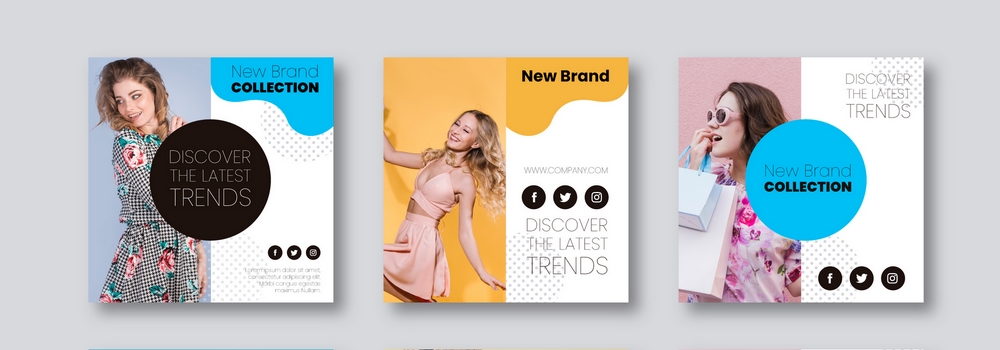 New Brand
COLLECTION
DISCOVER
THE LATEST
TRENDS
Lorem ipsum dolor sit amet,
consectetur adipiscing elit.
Morbi congue egestas
maximus Nullam.
New Brand
WWW.COMPANY.COM
DISCOVER
THE LATEST
TRENDS
DISCOVER
THE LATEST
TRENDS
New Brand
COLLECTION